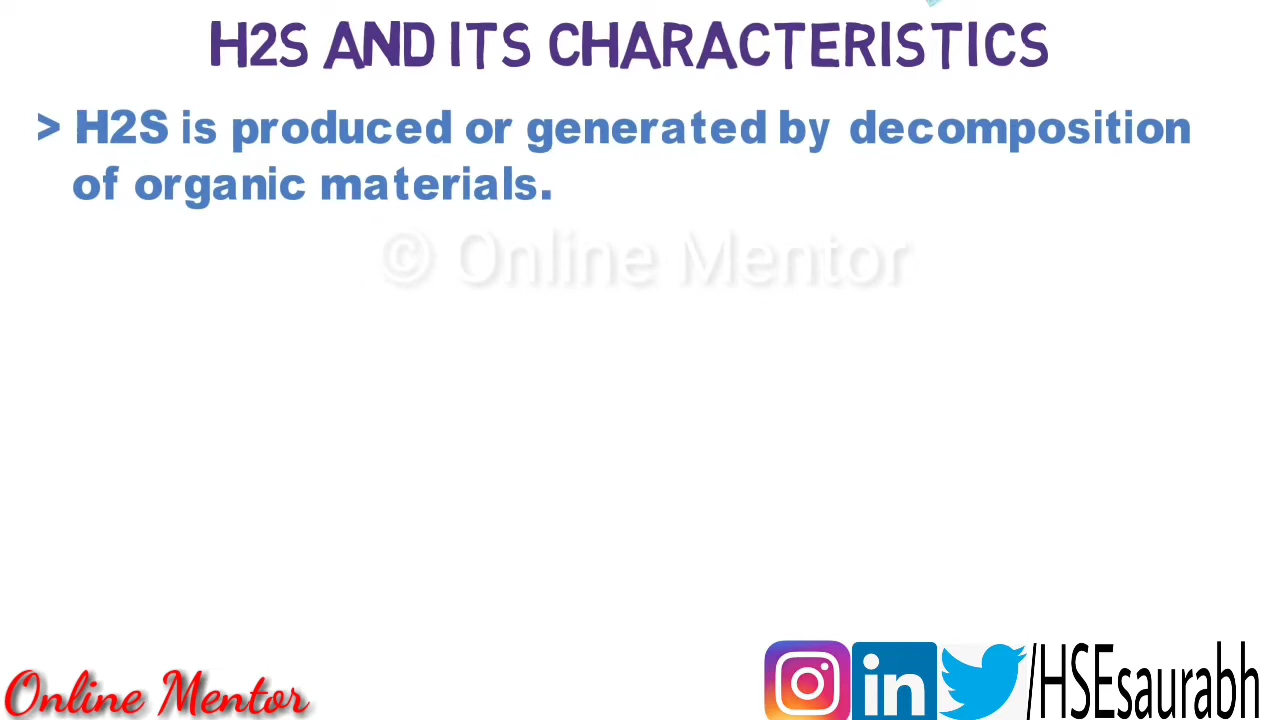 H2S AND ITS CHARACTERISTICS
> H2S is produced or generated by decomposition
of organic materials.
© Online Mentor
Online Mentor
in
/HSEsaurabh